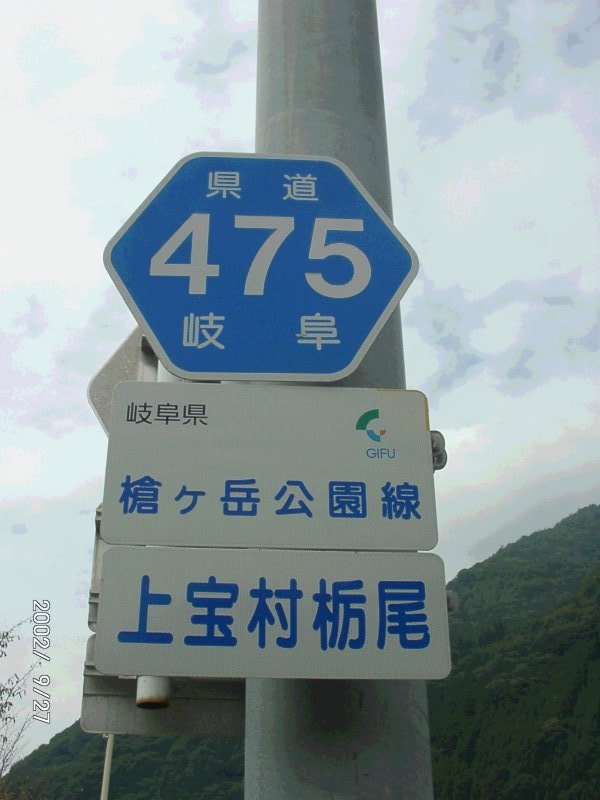 県道
475
岐阜
岐阜県
GIFU
槍ヶ岳公園線
上宝村栃尾
2002/ 9/27